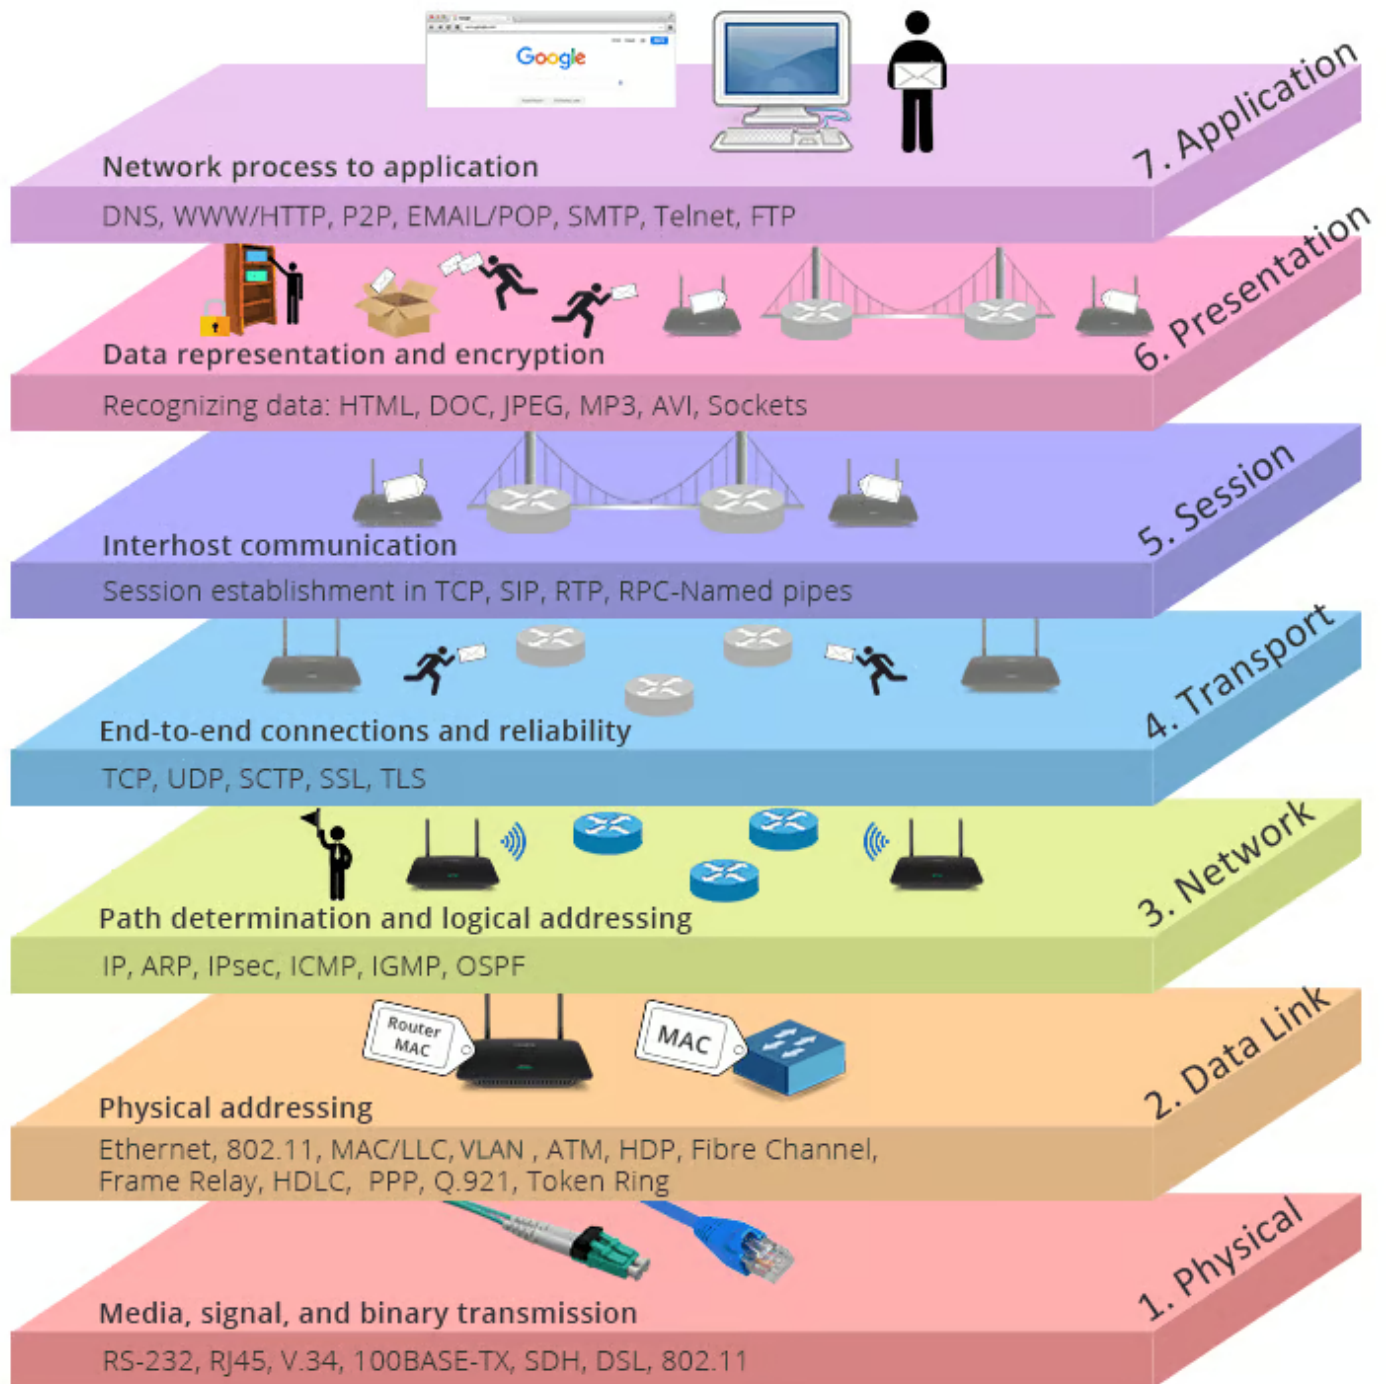 Google
7. Application
Network process to application
DNS, WWW/HTTP, P2P, EMAIL/POP, SMTP, Telnet, FTP
6. Presentation
Data representation and encryption
Recognizing data: HTML, DOC, JPEG, MP3, AVI, Sockets
5. Session
Interhost communication
Session establishment in TCP, SIP, RTP, RPC-Named pipes
4. Transport
End-to-end connections and reliability
TCP, UDP, SCTP, SSL, TLS
3. Network
Path determination and logical addressing
IP, ARP, IPsec, ICMP, IGMP, OSPF
2. Data Link
Router
MAC
MAC
Physical addressing
Ethernet, 802.11, MAC/LLC, VLAN , ATM, HDP, Fibre Channel,
Frame Relay, HDLC, PPP, Q.921, Token Ring
1. Physical
Media, signal, and binary transmission
RS-232, RJ45, V.34, 100BASE-TX, SDH, DSL, 802.11